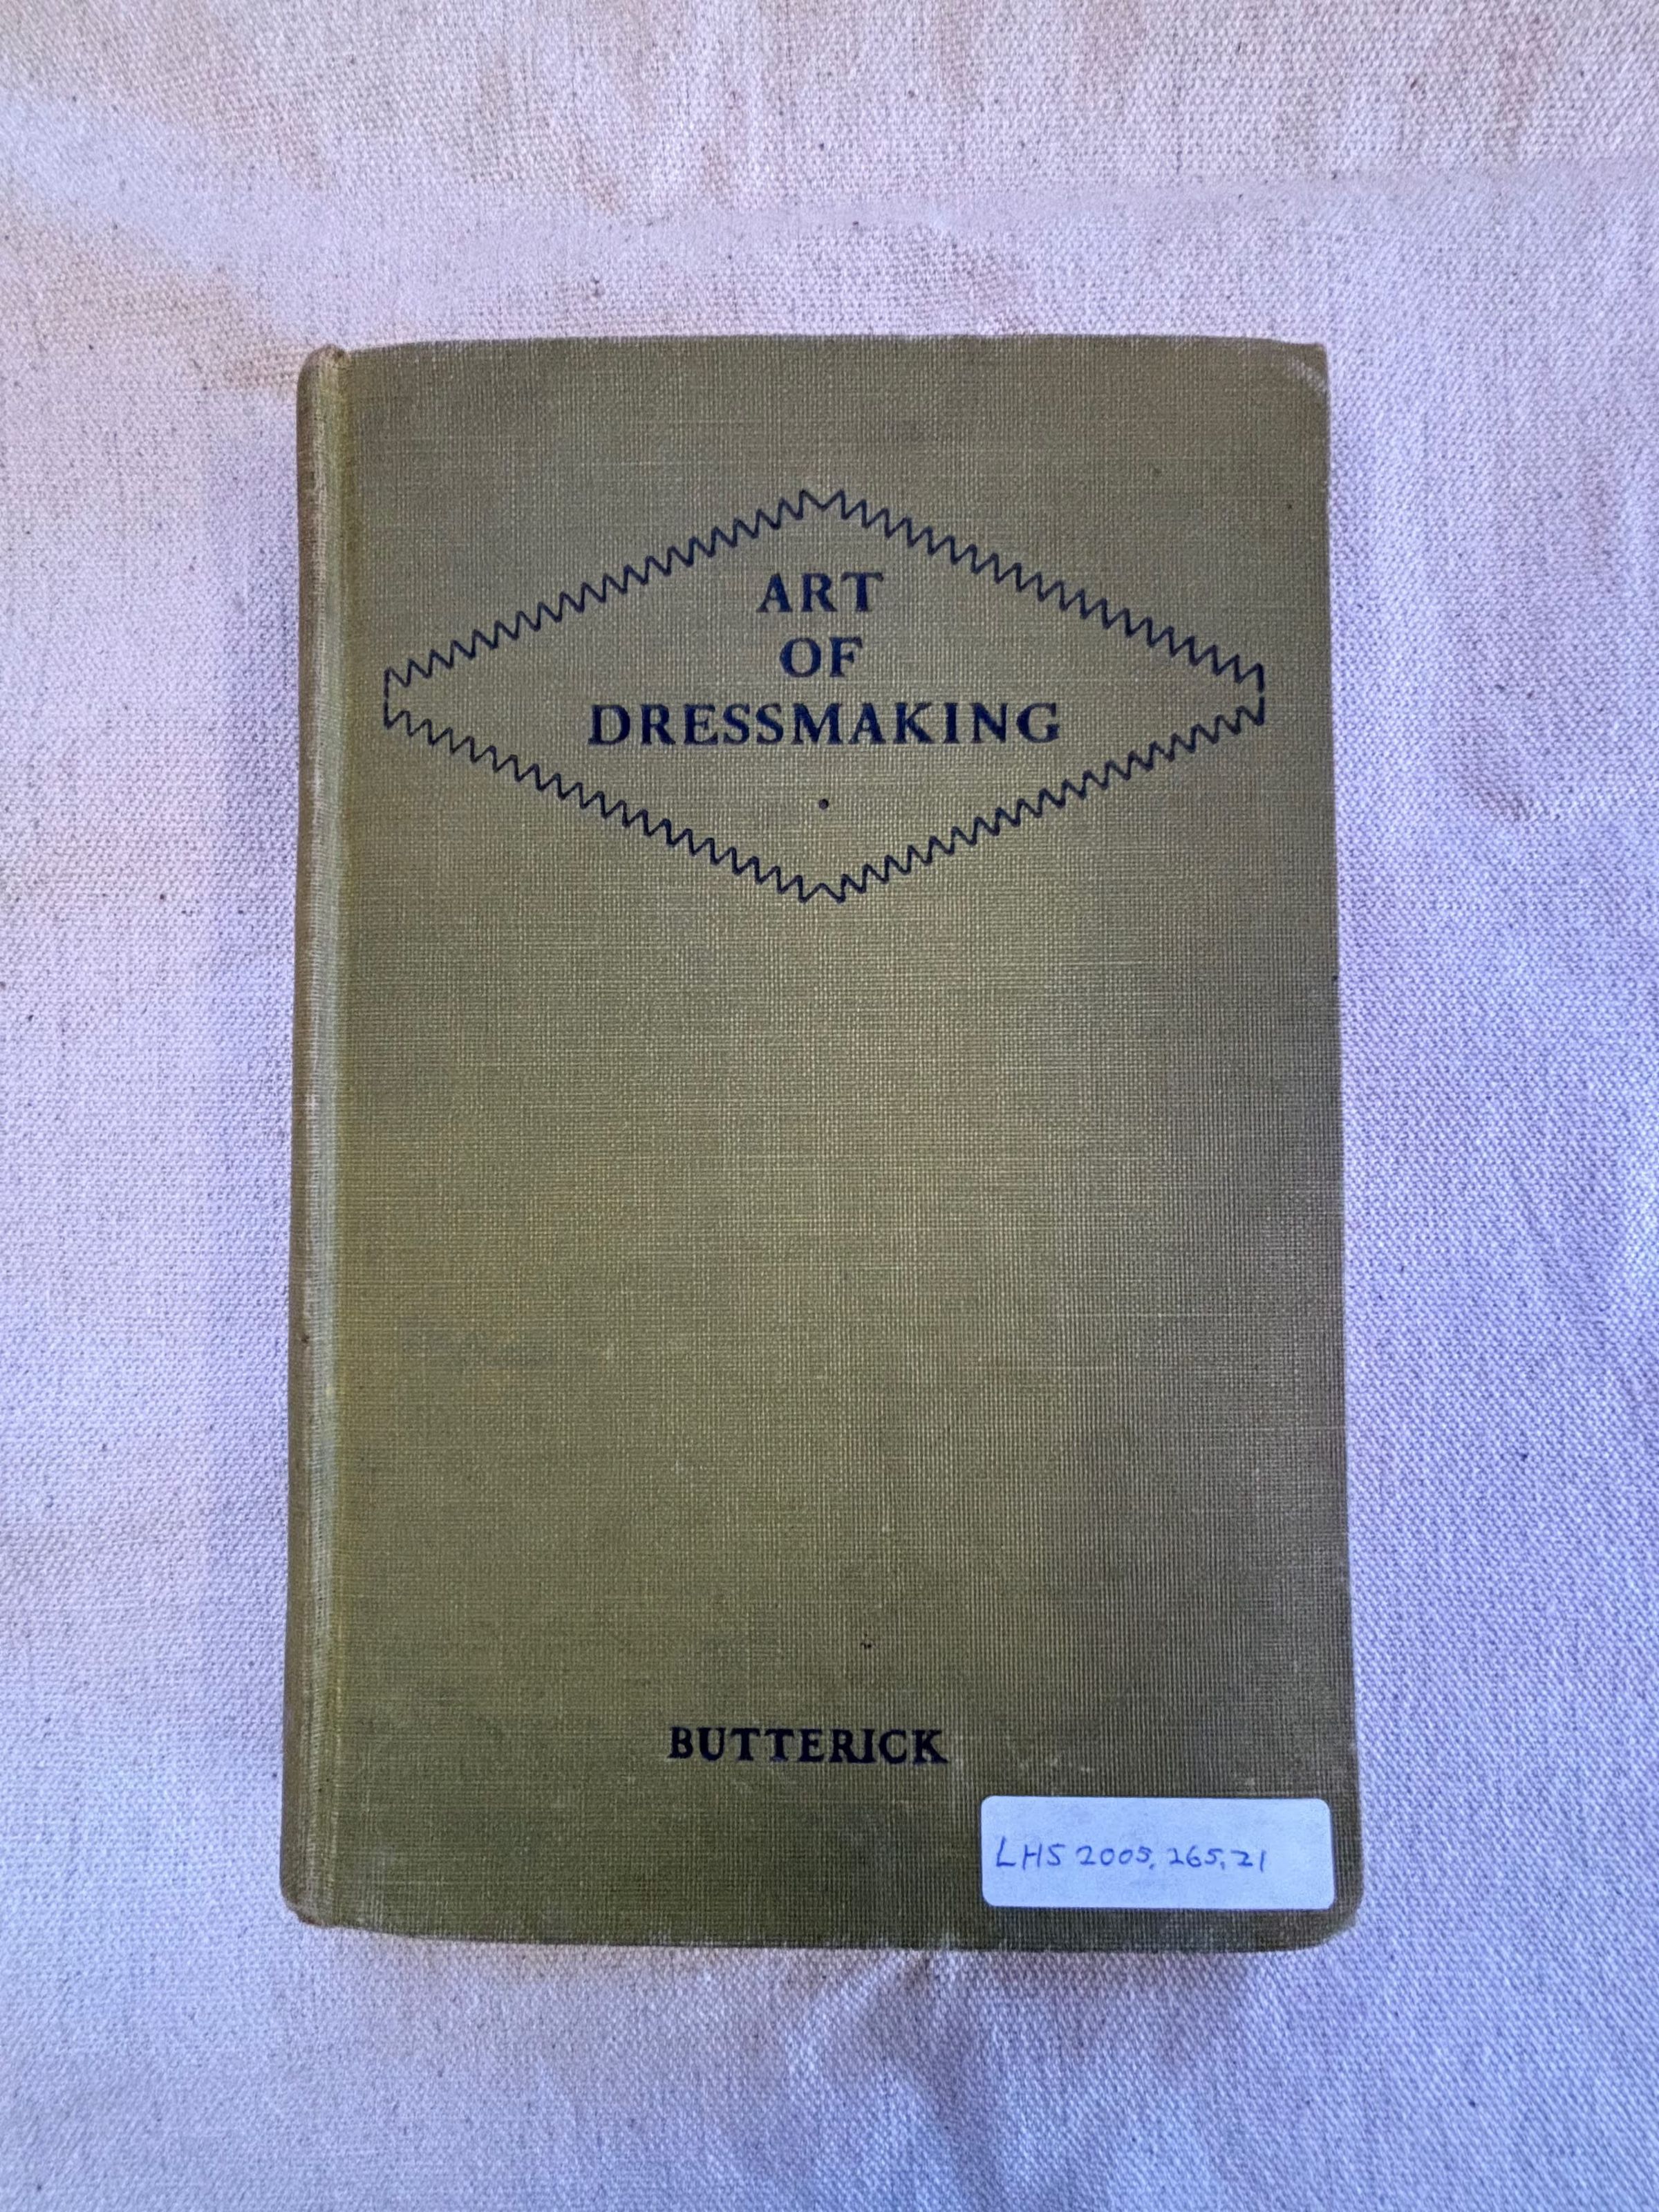 ART
OF
DRESSMAKING
BUTTERICK
LHS 2005.265.21